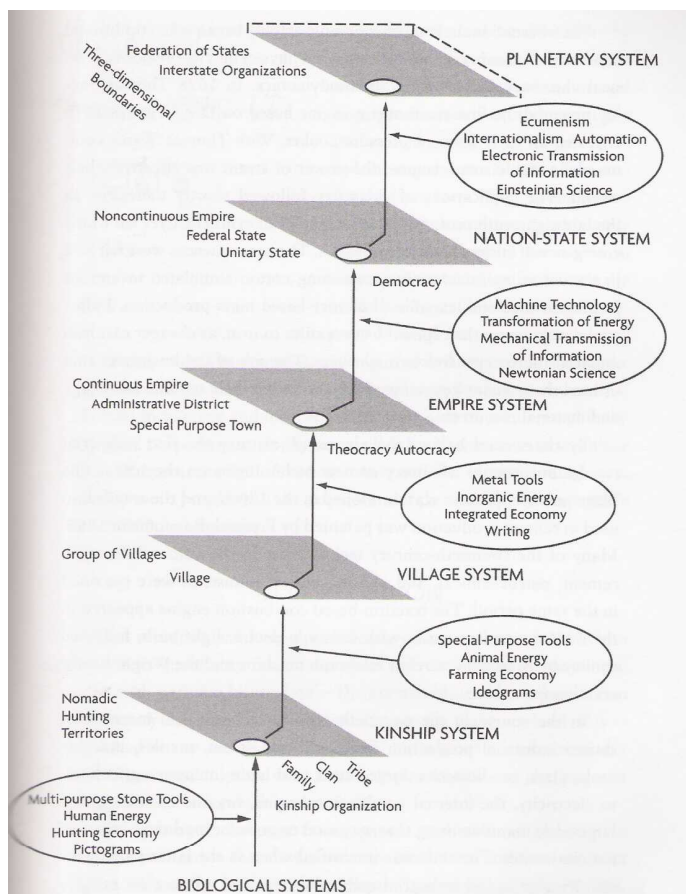 Federation of States
Interstate Organizations
PLANETARY SYSTEM
Three-dimensional
Boundaries
Ecumenism
Internationalism Automation
Electronic Transmission
of Information
Einsteinian Science
Noncontinuous Empire
Federal State
Unitary State
NATION-STATE SYSTEM
Democracy
Machine Technology
Transformation of Energy
Mechanical Transmission
of Information
Newtonian Science
Continuous Empire
Administrative District
Special Purpose Town
EMPIRE SYSTEM
Theocracy Autocracy
Metal Tools
Inorganic Energy
Integrated Economy
Writing
Group of Villages
Village
VILLAGE SYSTEM
Special-Purpose Tools
Animal Energy
Farming Economy
Ideograms
Nomadic
Hunting
Territories
KINSHIP SYSTEM
Family
Clan
Tribe
Kinship Organization
Multi-purpose Stone Tools
Human Energy
Hunting Economy
Pictograms
BIOLOGICAL SYSTEMS